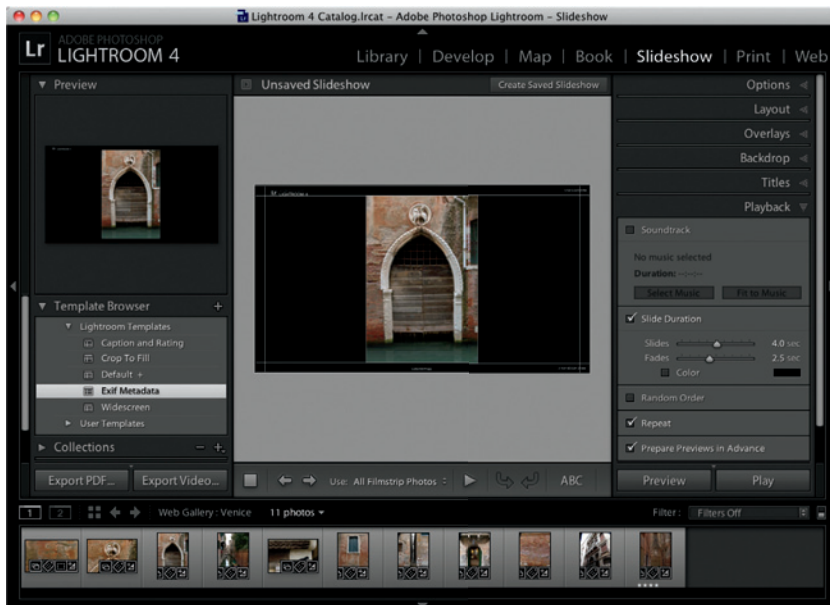 Lightroom 4 Catalog.lrcat – Adobe Photoshop Lightroom – Slideshow
Lr ADOBE PHOTOSHOP
LIGHTROOM 4
Library | Develop | Map | Book | Slideshow | Print | Web
Preview
Unsaved Slideshow
Create Saved Slideshow
Options
Layout
Overlays
Backdrop
Titles
Playback
Soundtrack
No music selected
Duration: --:--:--
Select Music
Fit to Music
Slide Duration
Slides 4.0 sec
Fades 2.5 sec
Color
Random Order
Repeat
Prepare Previews in Advance
Preview
Play
Template Browser +
Lightroom Templates
Caption and Rating
Crop To Fill
Default +
Exif Metadata
Widescreen
User Templates
Collections – +
Export PDF...
Export Video...
Use: All Filmstrip Photos
ABC
1 2
Web Gallery : Venice
11 photos
Filter :
Filters Off